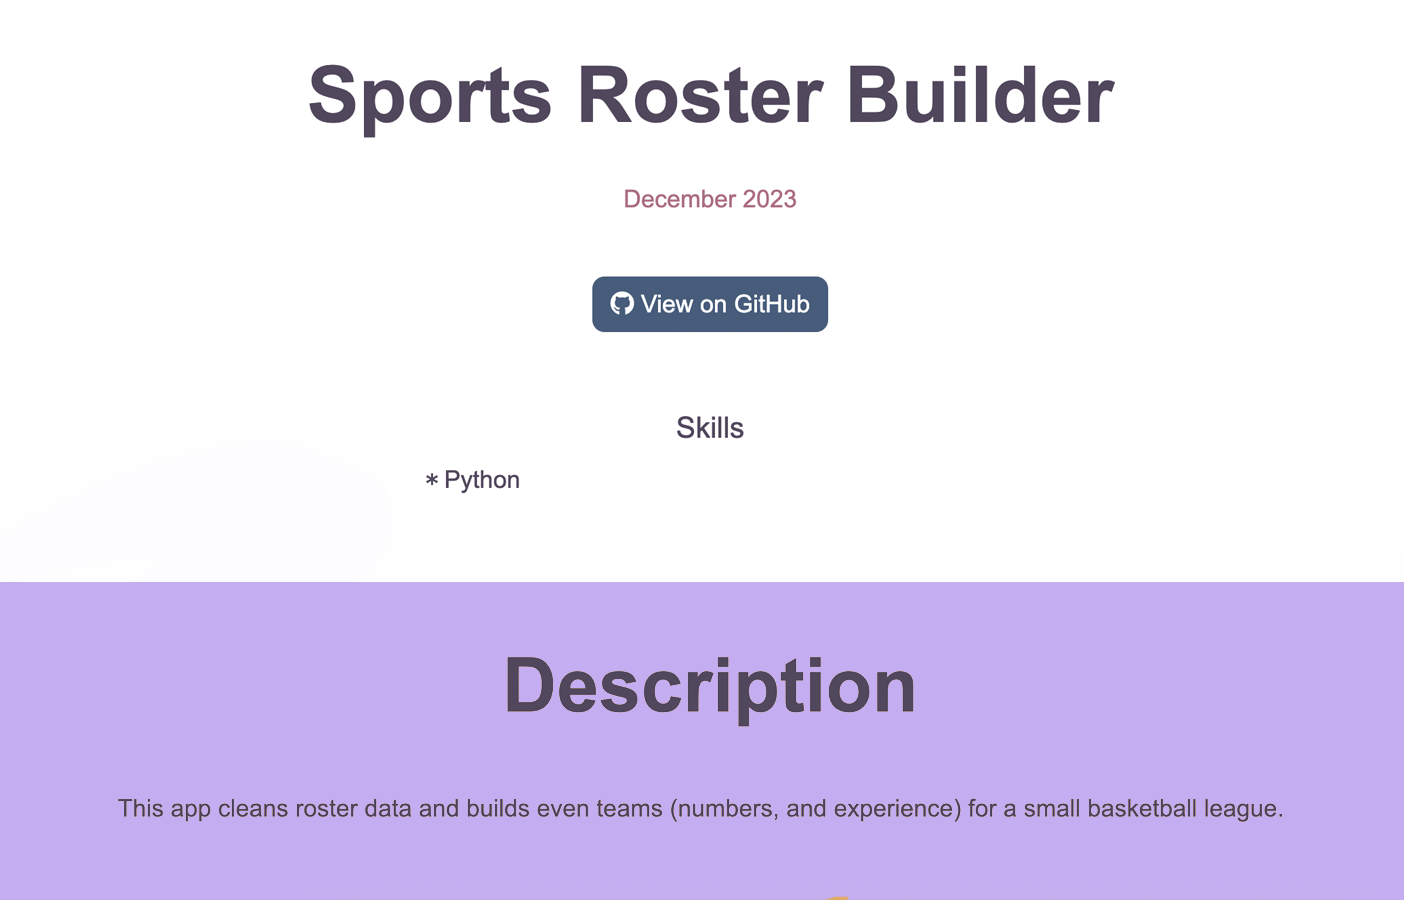 Sports Roster Builder
December 2023
View on GitHub
Skills
* Python
Description
This app cleans roster data and builds even teams (numbers, and experience) for a small basketball league.